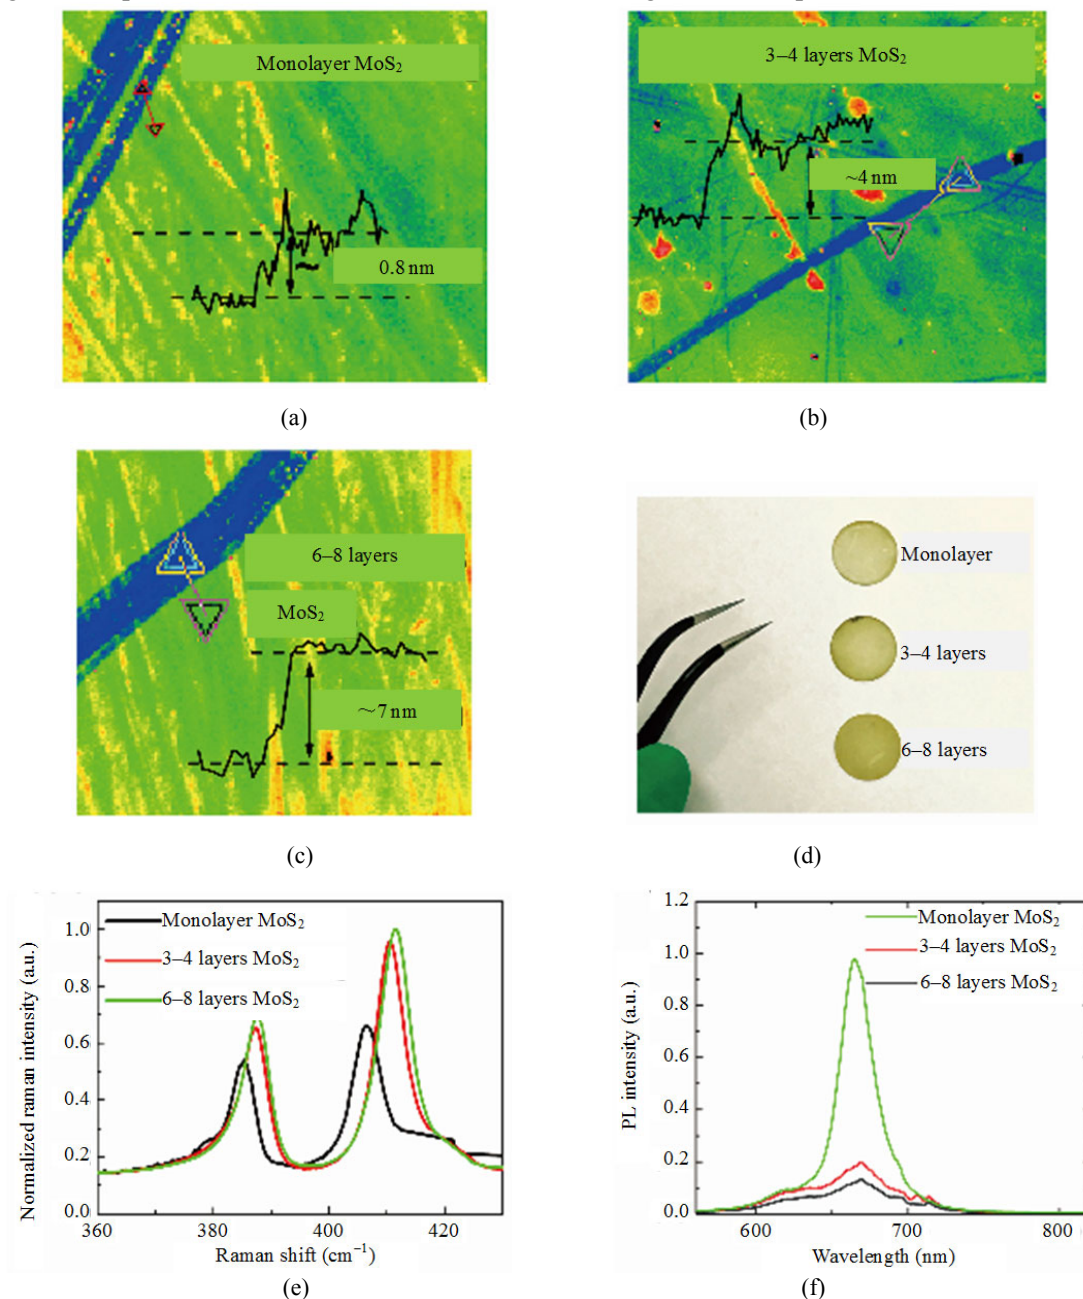 Monolayer MoS₂
0.8 nm
(a)
3–4 layers MoS₂
~4 nm
(b)
6–8 layers
MoS₂
~7 nm
(c)
Monolayer
3–4 layers
6–8 layers
(d)
Normalized raman intensity (a.u.)
1.0
0.8
0.6
0.4
0.2
0.0
Monolayer MoS₂
3–4 layers MoS₂
6–8 layers MoS₂
360
380
400
420
Raman shift (cm⁻¹)
(e)
PL intensity (a.u.)
1.2
1.0
0.8
0.6
0.4
0.2
0.0
Monolayer MoS₂
3–4 layers MoS₂
6–8 layers MoS₂
600
700
800
Wavelength (nm)
(f)